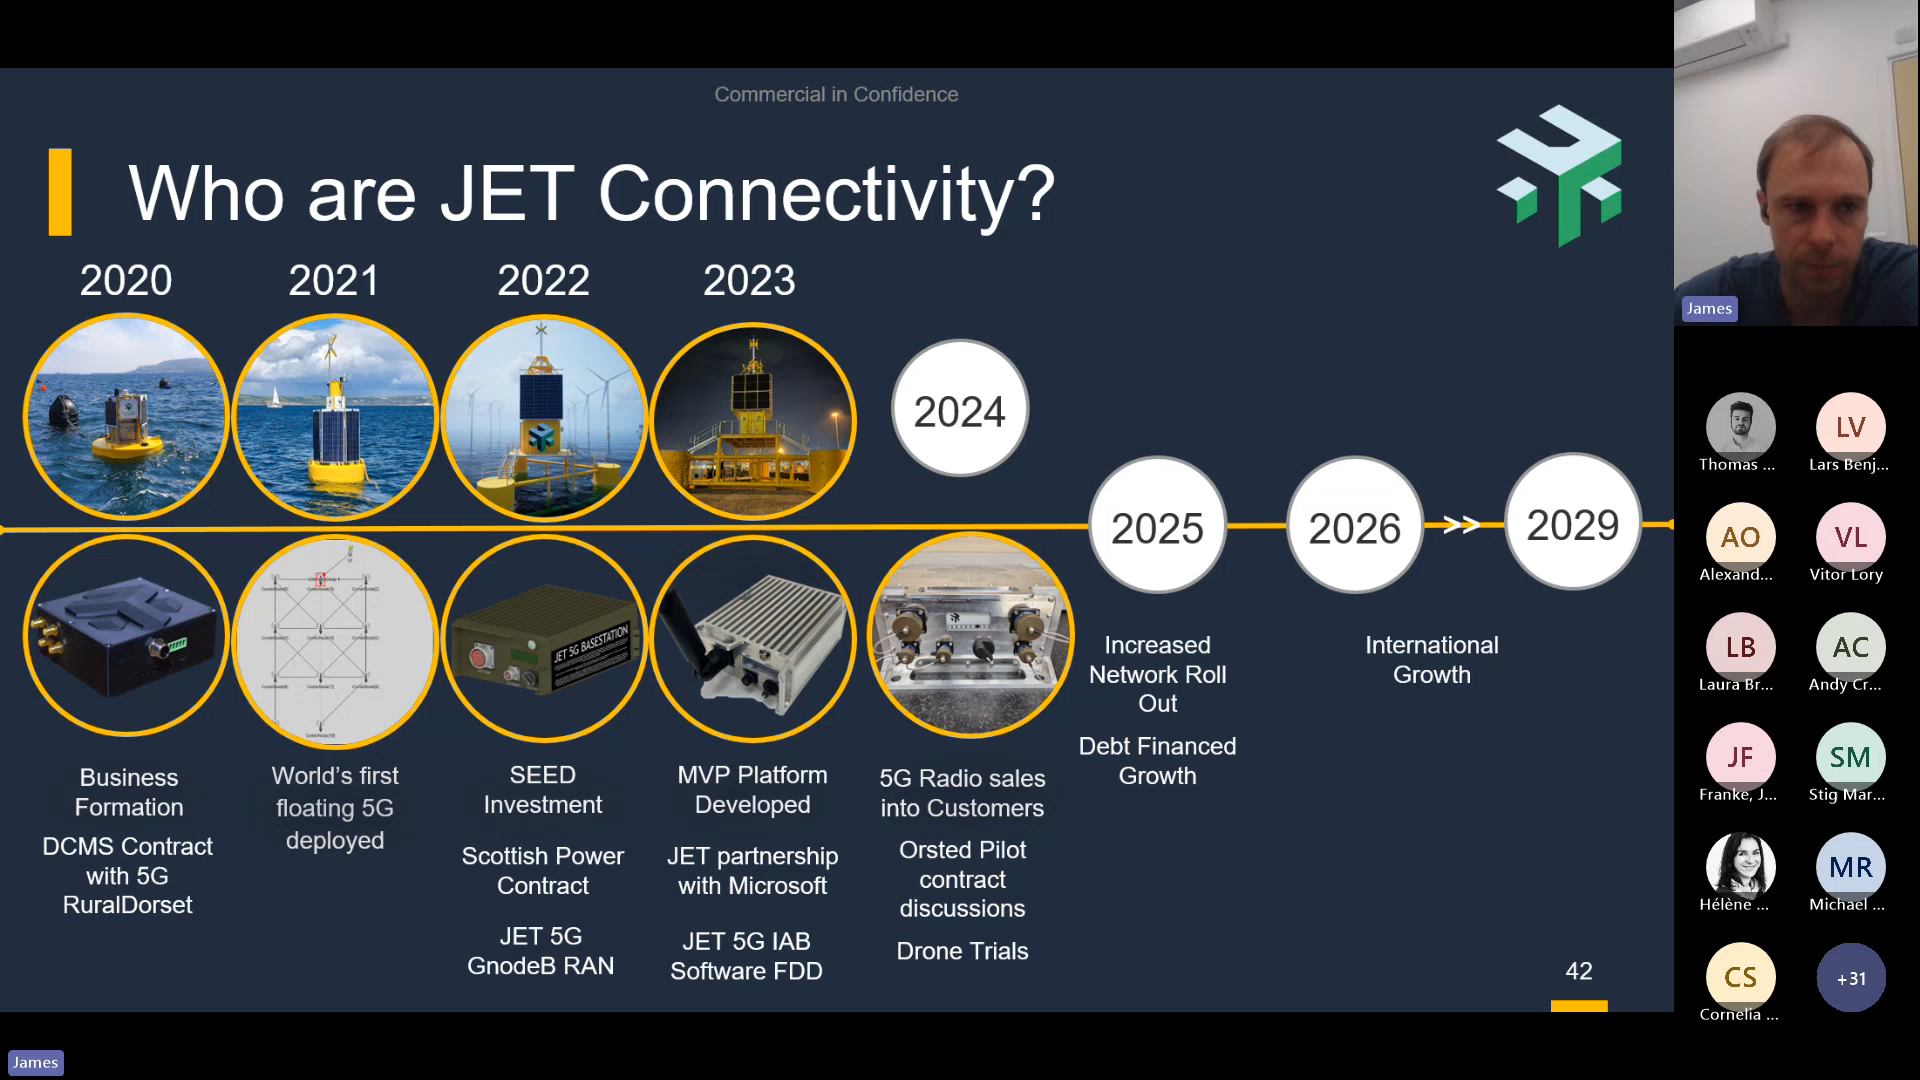 Commercial in Confidence
Who are JET Connectivity?
2020
2021
2022
2023
2024
2025
2026
>>
2029
JET 5G BASESTATION
Business
Formation
DCMS Contract
with 5G
RuralDorset
World's first
floating 5G
deployed
SEED
Investment
Scottish Power
Contract
JET 5G
GnodeB RAN
MVP Platform
Developed
JET partnership
with Microsoft
JET 5G IAB
Software FDD
5G Radio sales
into Customers
Orsted Pilot
contract
discussions
Drone Trials
Increased
Network Roll
Out
Debt Financed
Growth
International
Growth
42
James
Thomas ...
LV
Lars Benj...
AO
Alexand...
VL
Vitor Lory
LB
Laura Br...
AC
Andy Cr...
JF
Franke, J...
SM
Stig Mar...
Hélène ...
MR
Michael ...
CS
Cornelia ...
+31
James